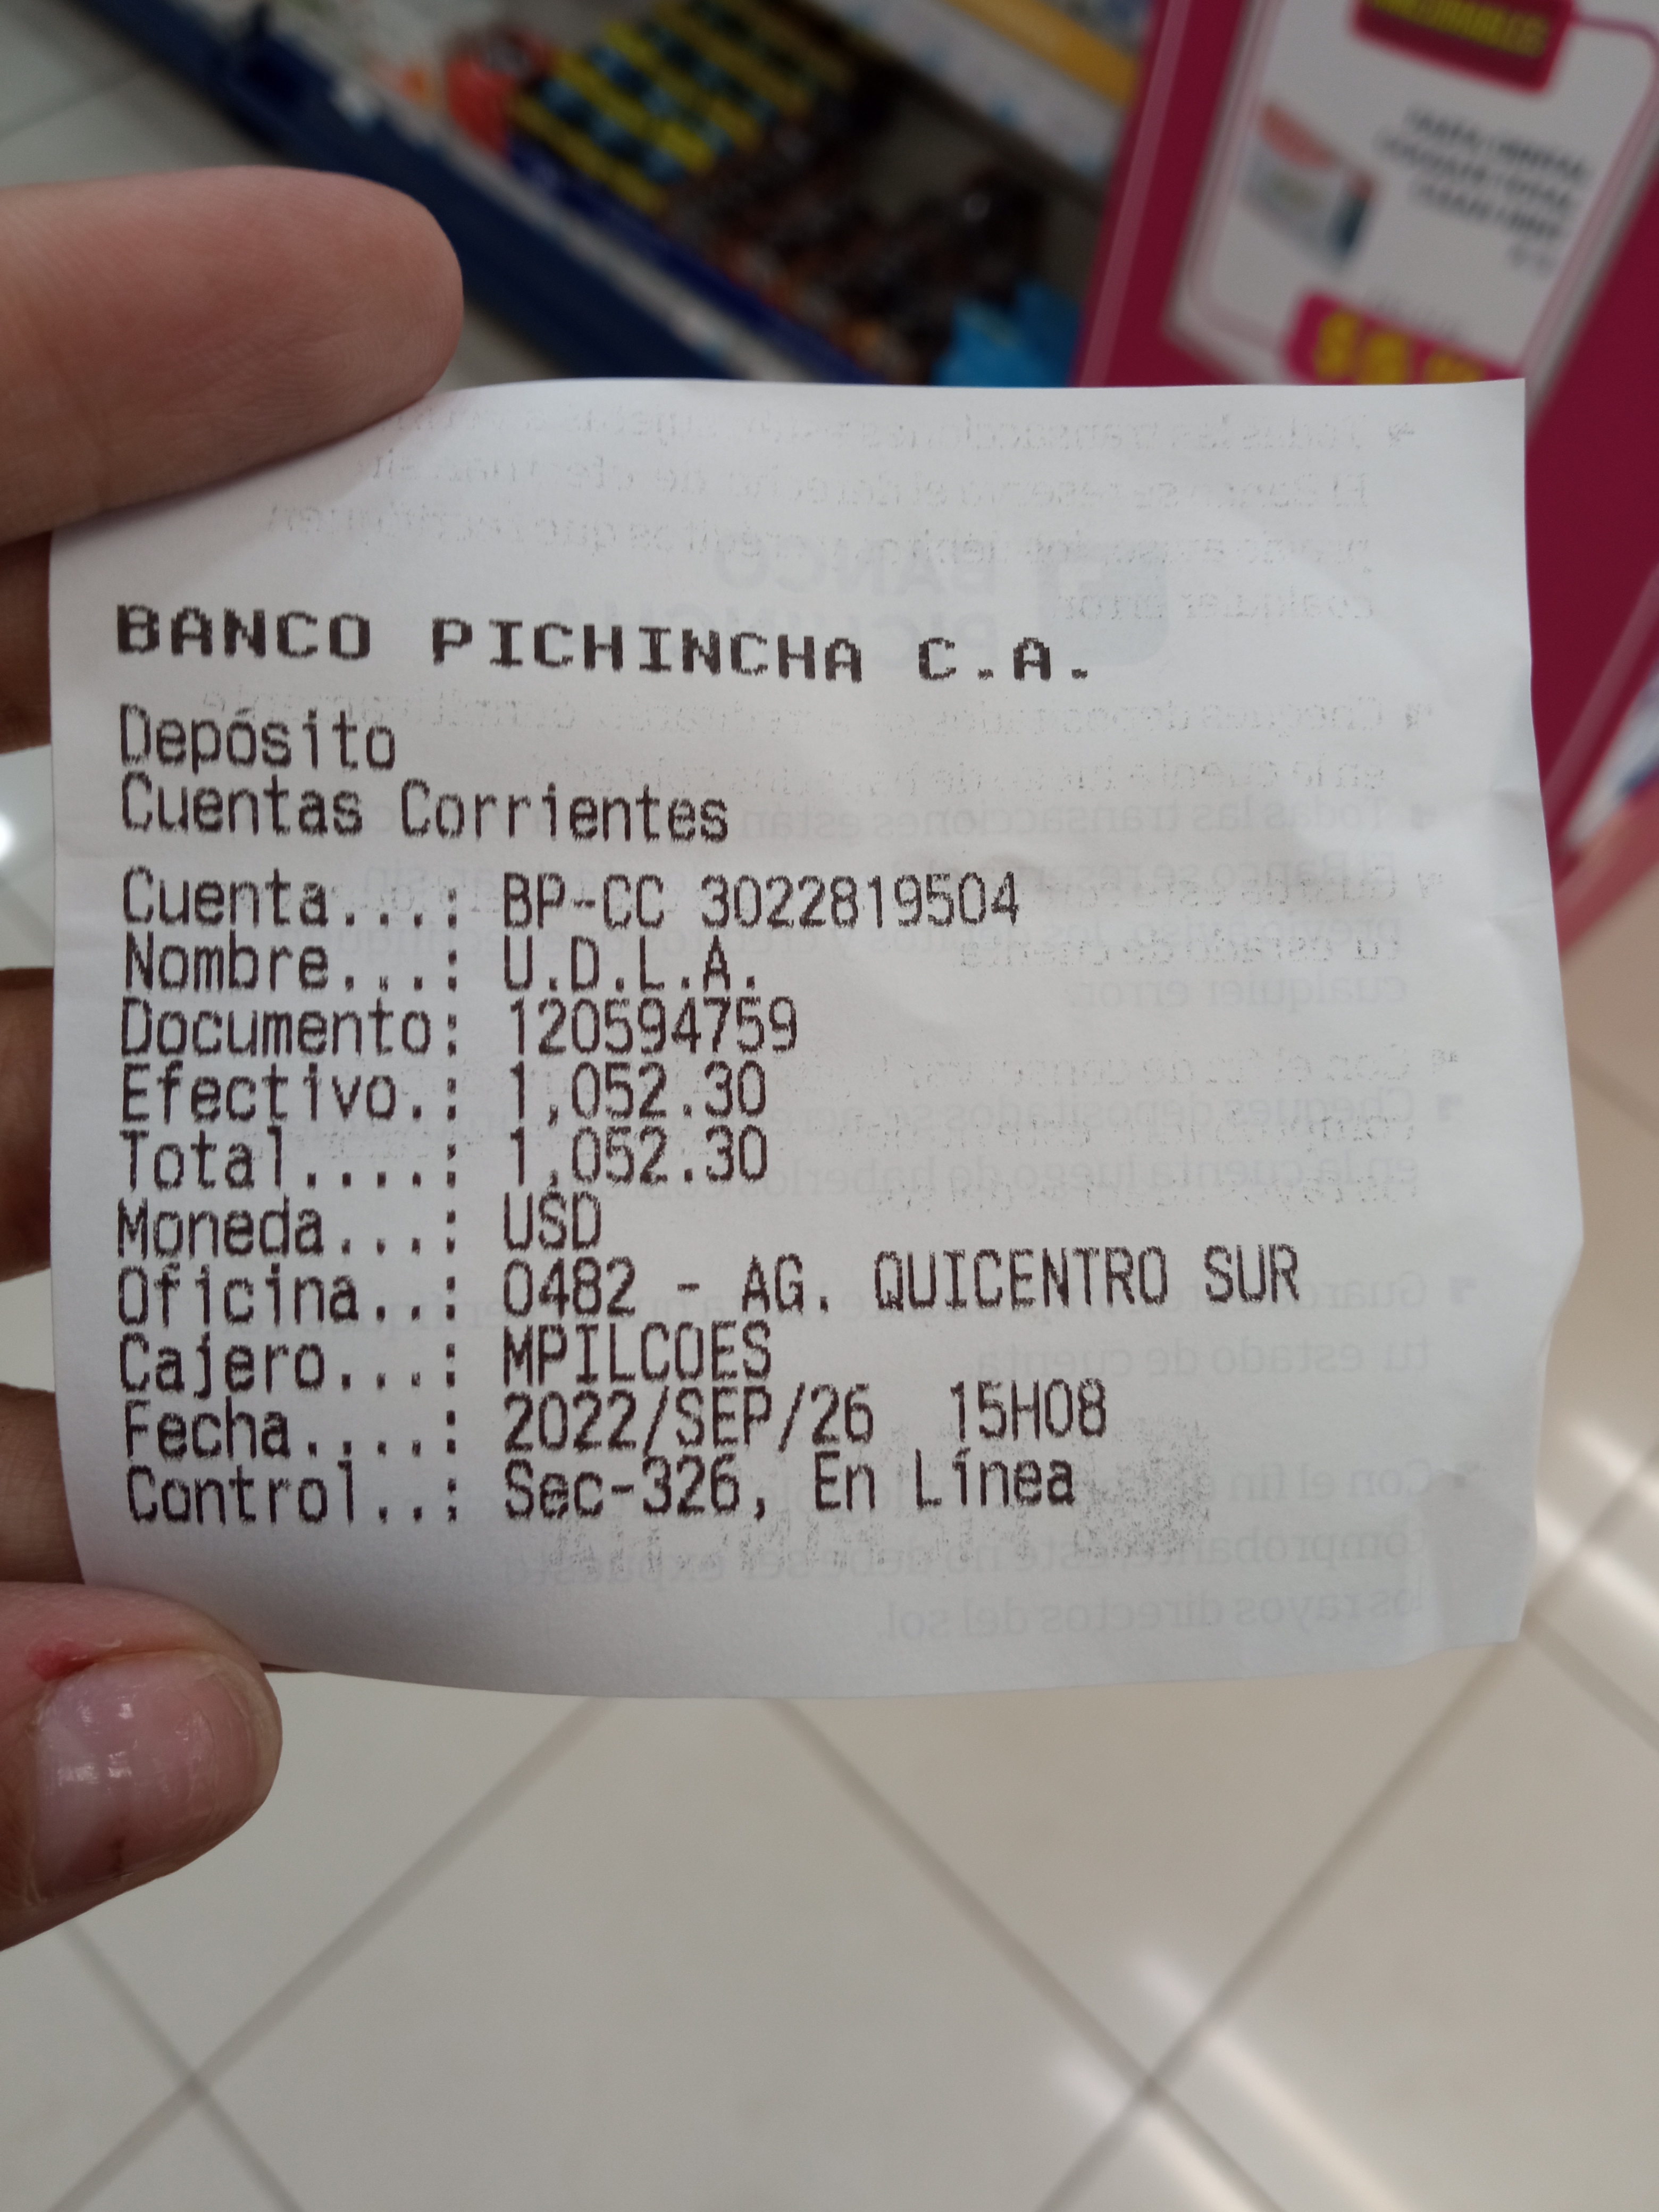 BANCO PICHINCHA C.A.
Depósito
Cuentas Corrientes
Cuenta...: BP-CC 3022819504
Nombre...: U.D.L.A.
Documento: 120594759
Efectivo.: 1,052.30
Total....: 1,052.30
Moneda...: USD
Oficina..: 0482 - AG. QUICENTRO SUR
Cajero...: MPILCOES
Fecha....: 2022/SEP/26 15H08
Control..: Sec-326, En Línea